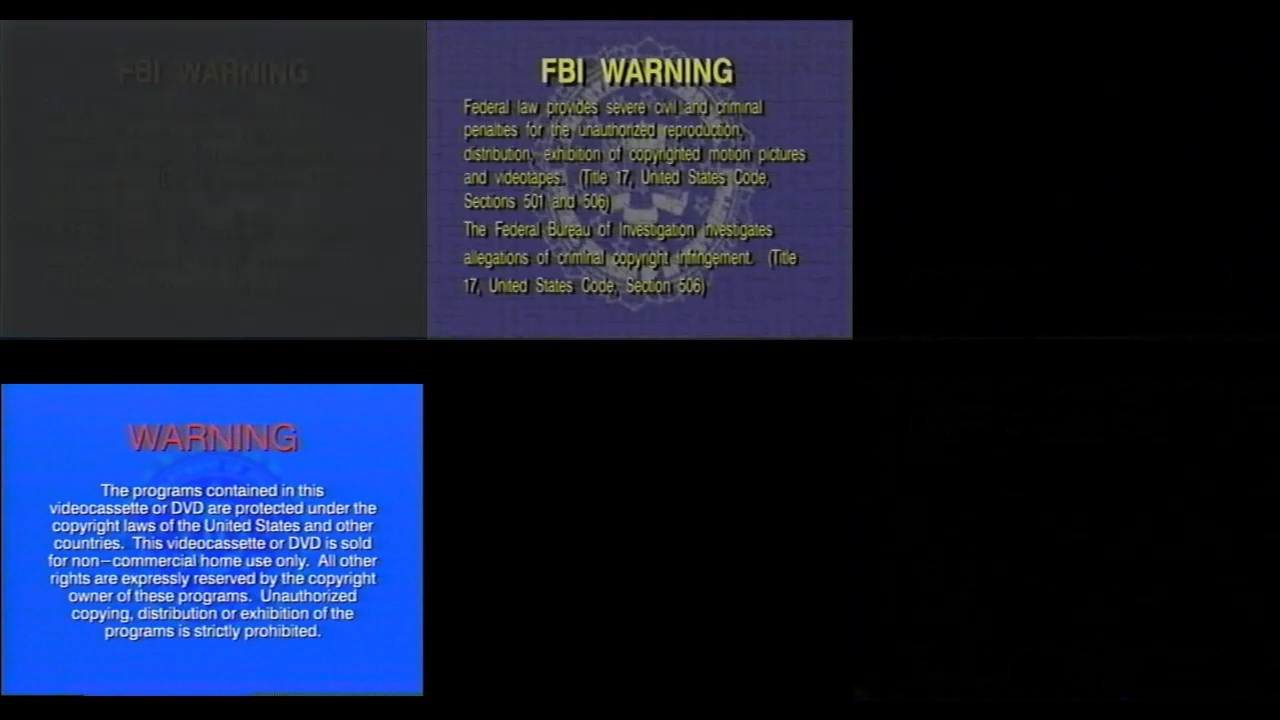 FBI WARNING
FBI WARNING
Federal law provides severe civil and criminal
penalties for the unauthorized reproduction,
distribution, exhibition of copyrighted motion pictures
and videotapes. (Title 17, United States Code,
Sections 501 and 506)
The Federal Bureau of Investigation investigates
allegations of criminal copyright infringement. (Title
17, United States Code, Section 506)
WARNING
The programs contained in this
videocassette or DVD are protected under the
copyright laws of the United States and other
countries. This videocassette or DVD is sold
for non-commercial home use only. All other
rights are expressly reserved by the copyright
owner of these programs. Unauthorized
copying, distribution or exhibition of the
programs is strictly prohibited.